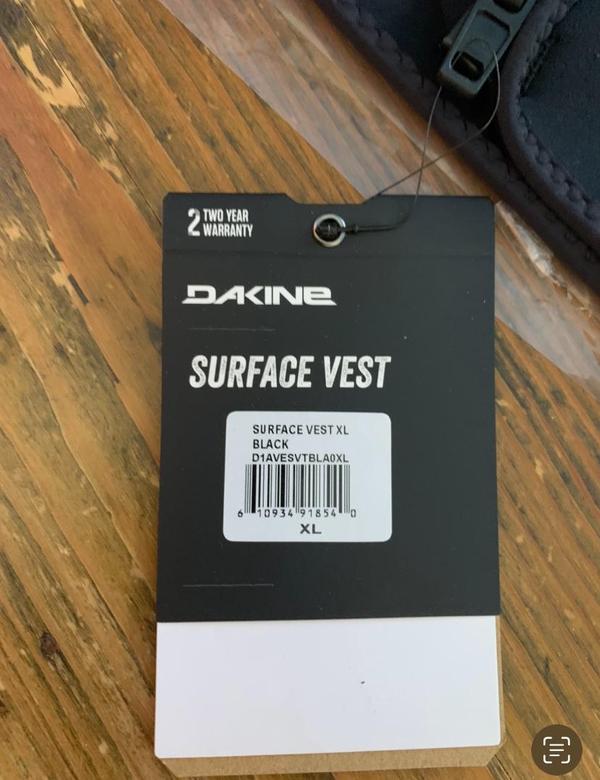 2 TWO YEAR
WARRANTY
DAKINE
SURFACE VEST
SURFACE VEST XL
BLACK
D1AVESVTBLA0XL
6 10934 91854 0
XL